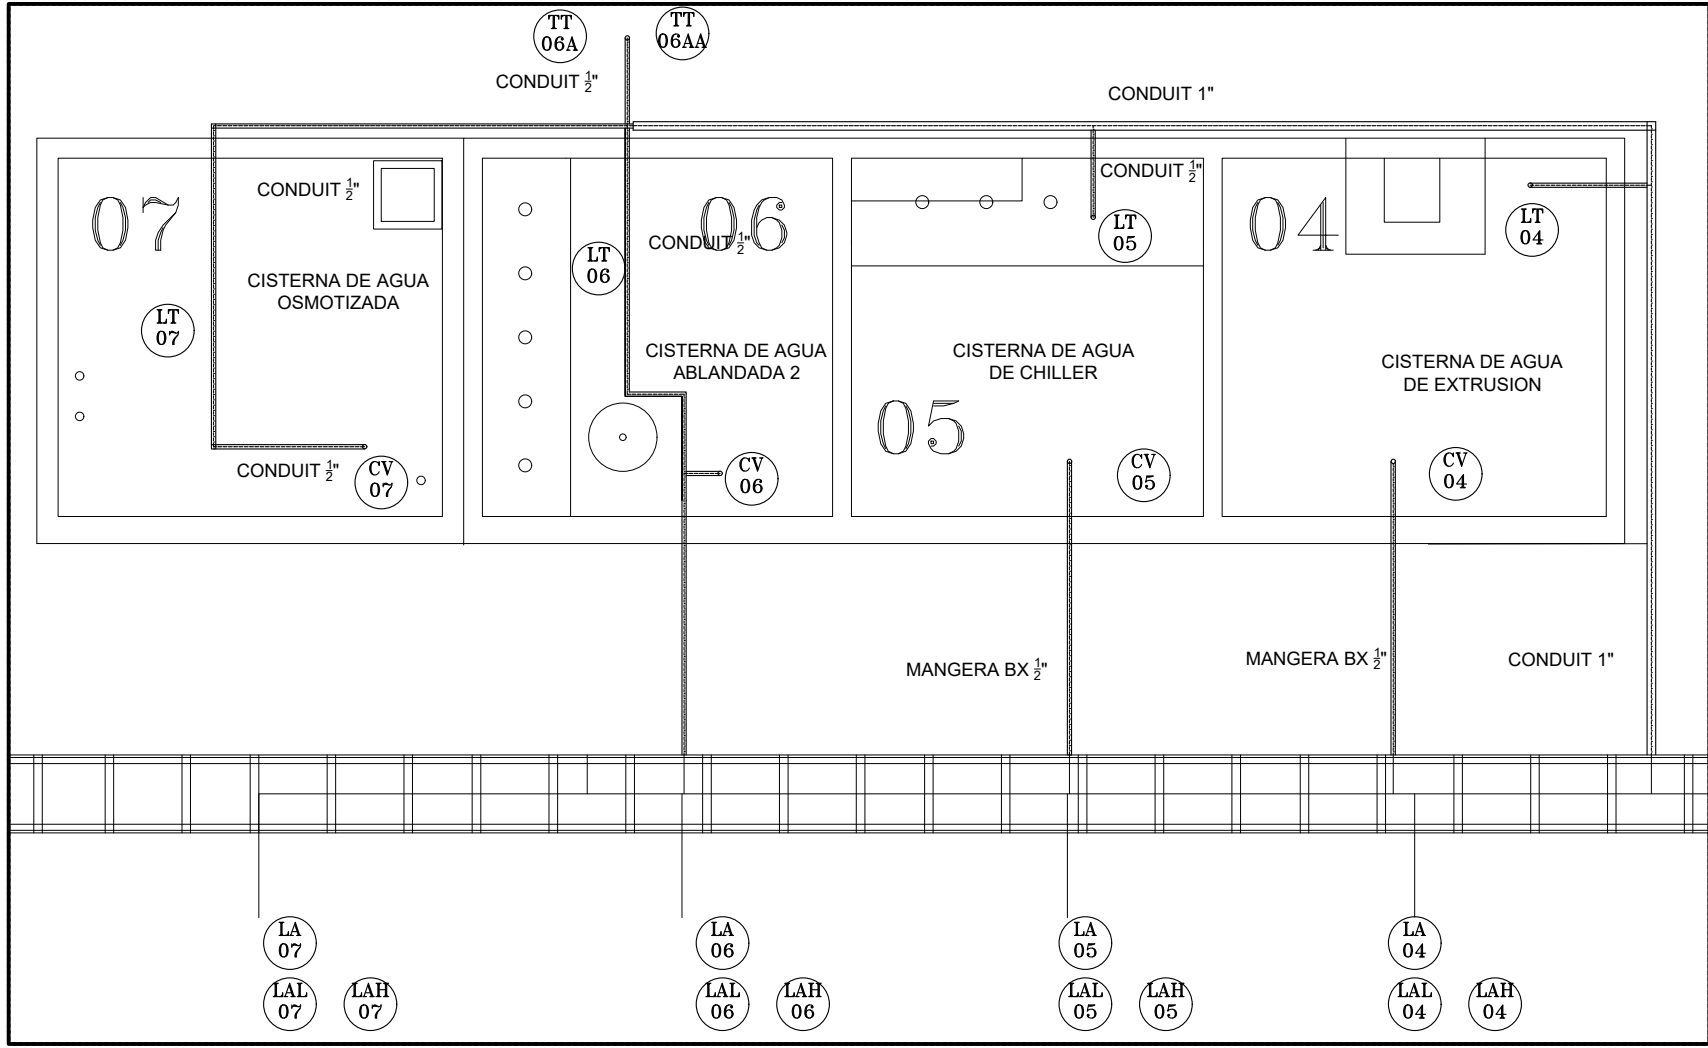 TT
06A
TT
06AA
CONDUIT ½"
CONDUIT 1"
CONDUIT ½"
CONDUIT ½"
07
06
04
LT
05
LT
04
CONDUIT ½"
LT
06
CISTERNA DE AGUA
OSMOTIZADA
LT
07
CISTERNA DE AGUA
ABLANDADA 2
CISTERNA DE AGUA
DE CHILLER
CISTERNA DE AGUA
DE EXTRUSION
05
CONDUIT ½"
CV
07
CV
06
CV
05
CV
04
MANGERA BX ½"
MANGERA BX ½"
CONDUIT 1"
LA
07
LA
06
LA
05
LA
04
LAL
07
LAH
07
LAL
06
LAH
06
LAL
05
LAH
05
LAL
04
LAH
04